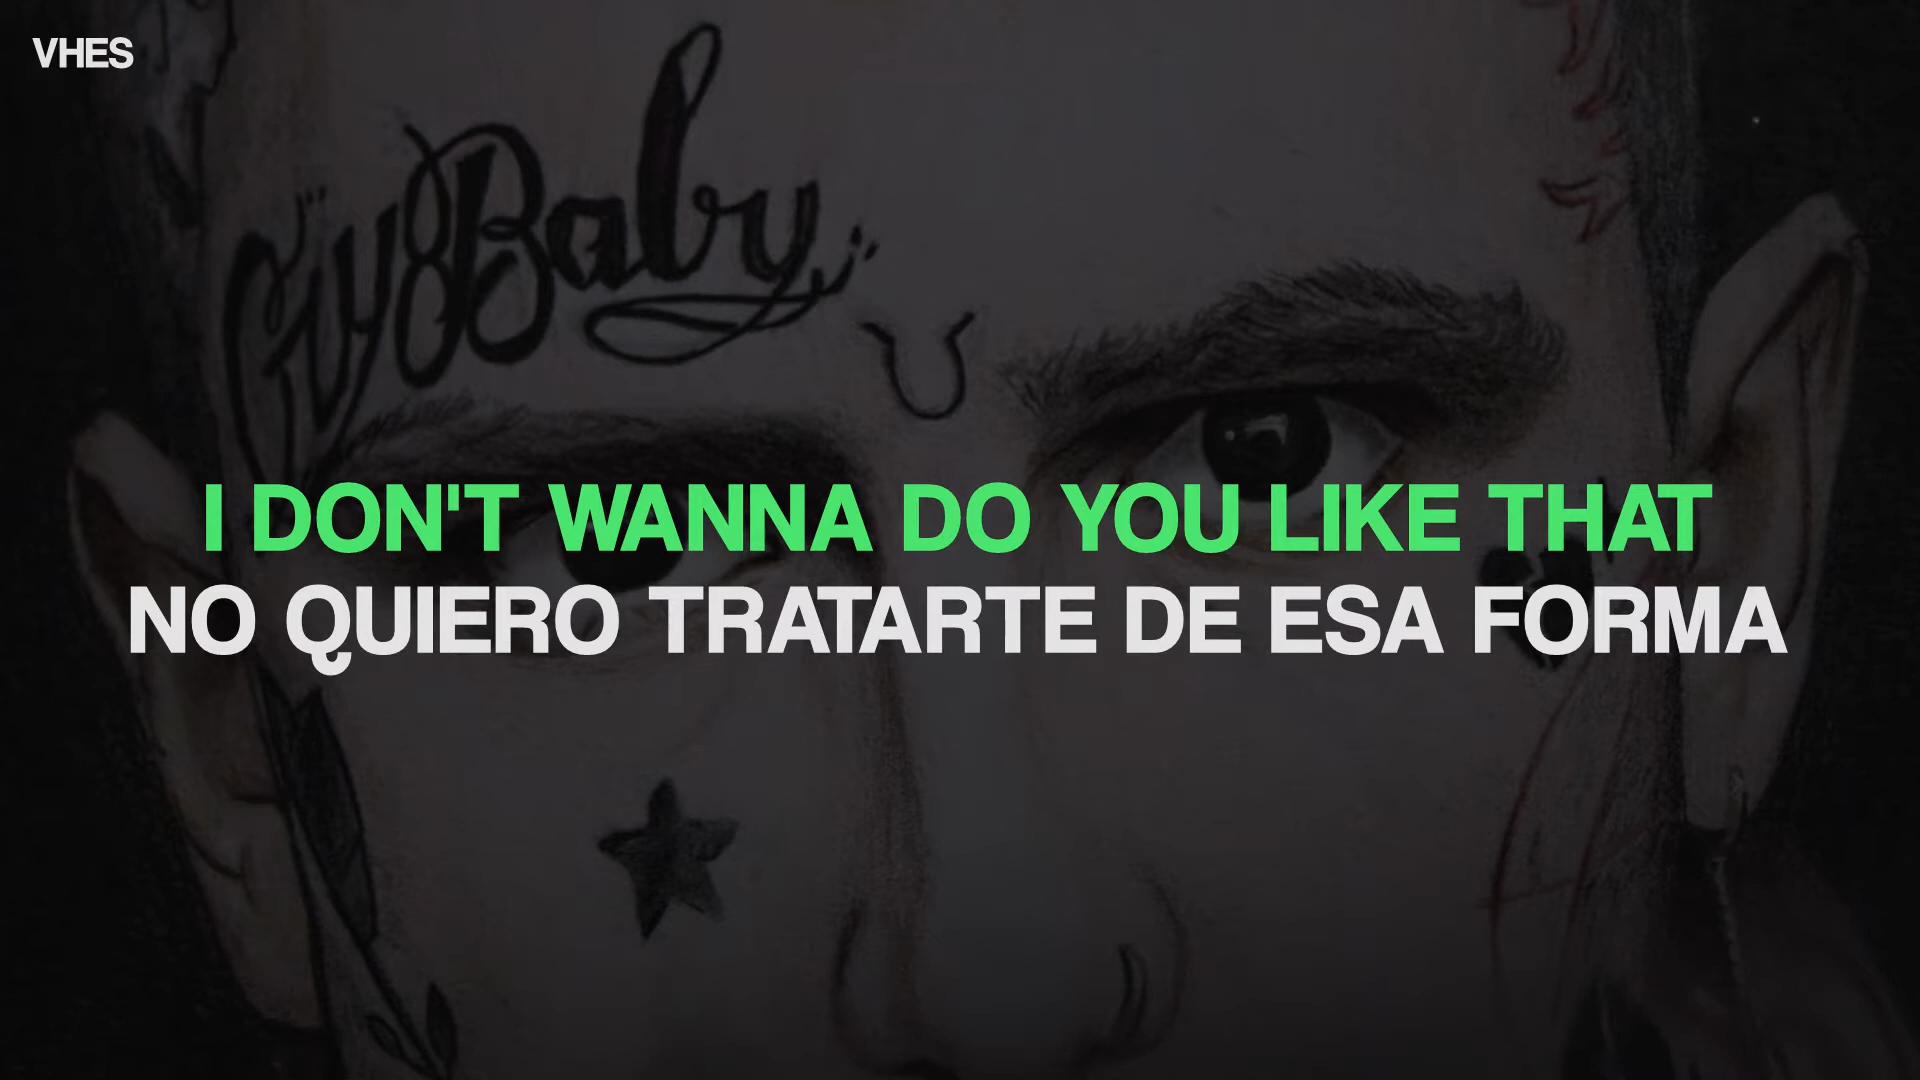 VHES
CryBaby
I DON'T WANNA DO YOU LIKE THAT
NO QUIERO TRATARTE DE ESA FORMA